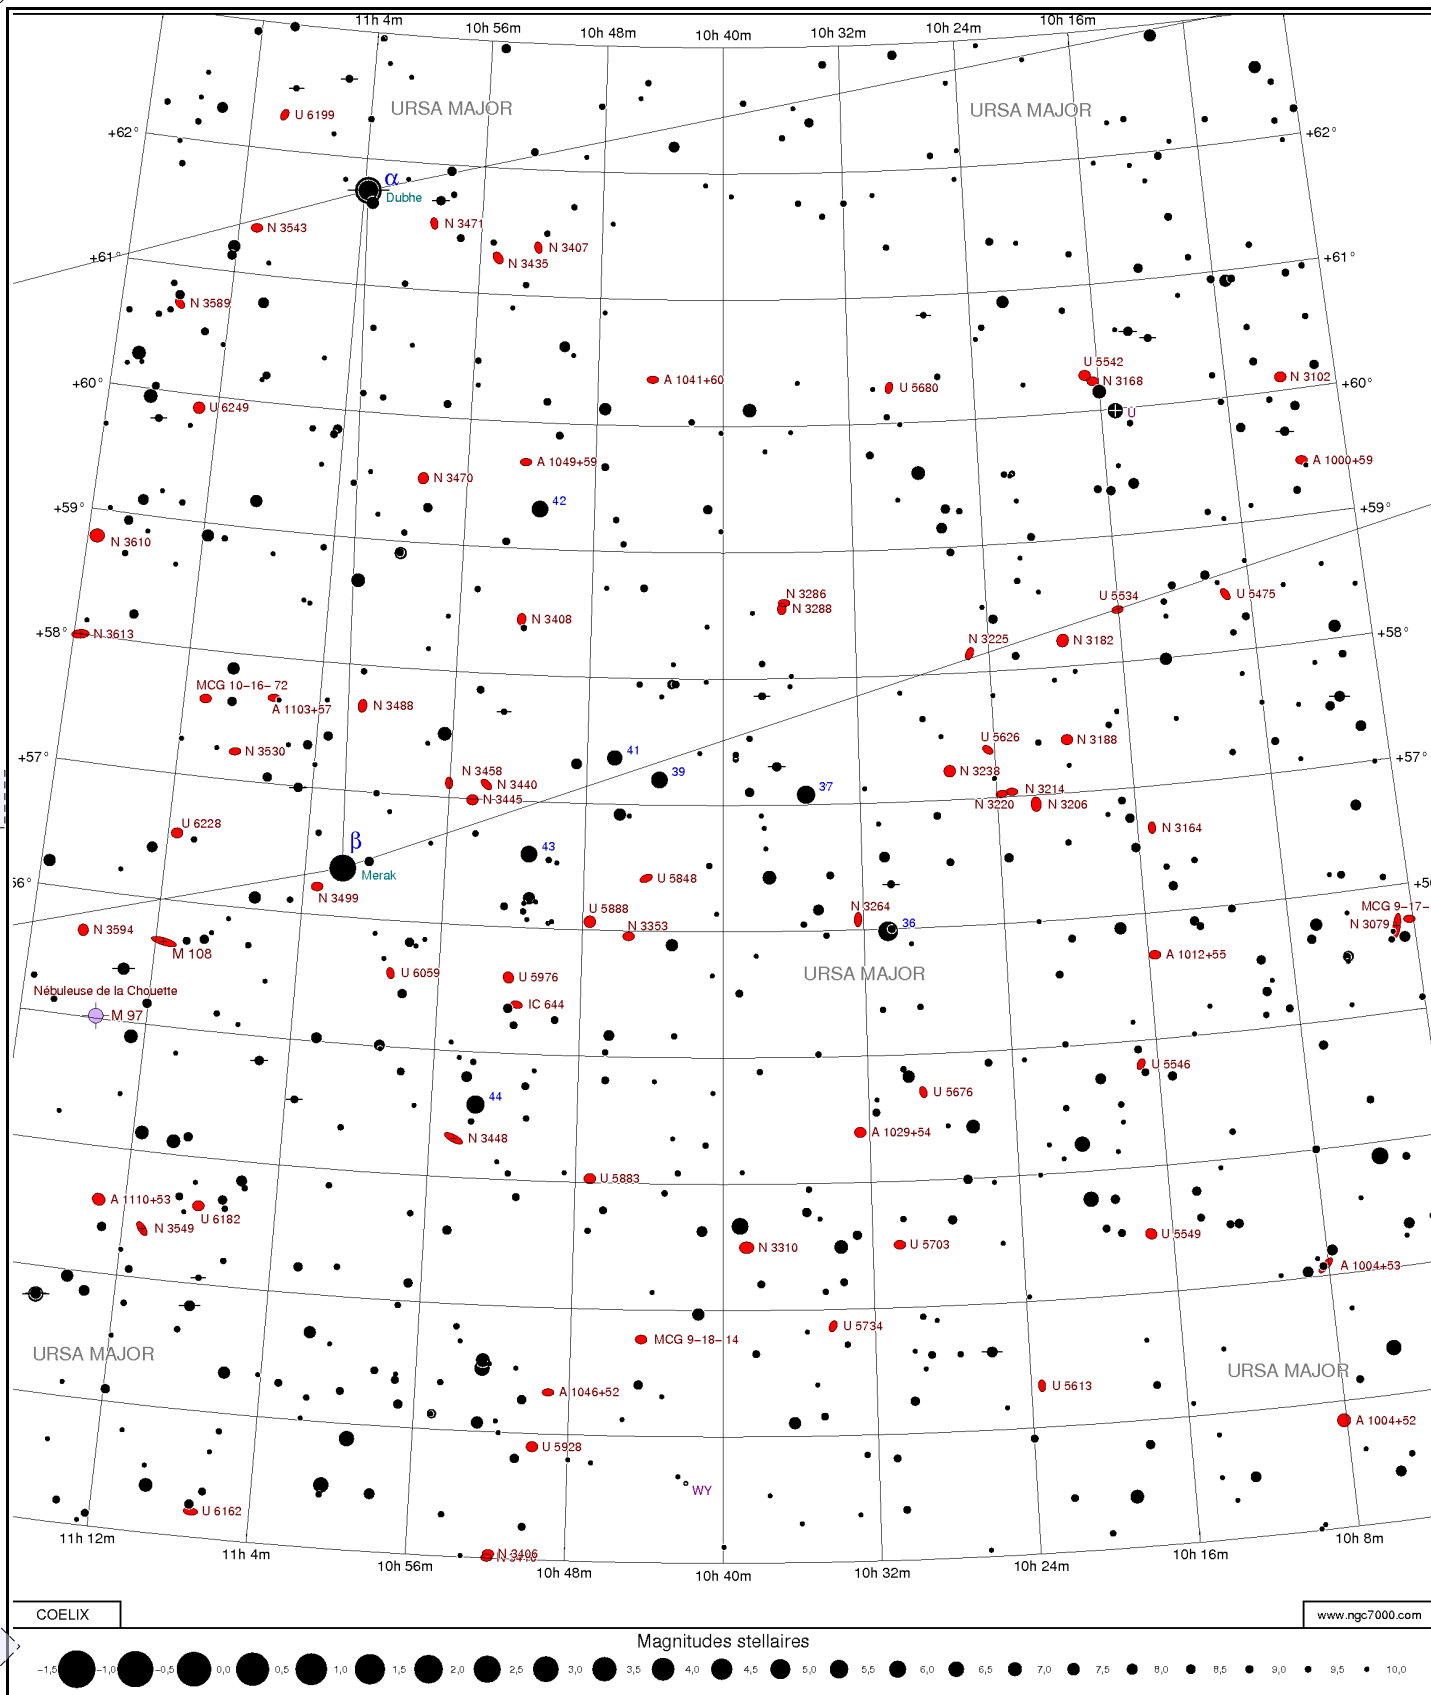 11h 4m
10h 56m
10h 48m
10h 40m
10h 32m
10h 24m
10h 16m
URSA MAJOR
URSA MAJOR
U 6199
+62°
+62°
α
Dubhe
N 3543
N 3471
N 3407
N 3435
+61°
+61°
N 3589
U 5542
N 3168
N 3102
+60°
+60°
A 1041+60
U 5680
U 6249
U
A 1049+59
A 1000+59
N 3470
42
+59°
+59°
N 3610
N 3286
N 3288
U 5534
U 5475
N 3408
+58°
+58°
N 3613
N 3225
N 3182
MCG 10-16-72
A 1103+57
N 3488
U 5626
N 3188
N 3530
41
+57°
+57°
N 3458
N 3440
N 3445
39
37
N 3238
N 3214
N 3220
N 3206
U 6228
N 3164
β
Merak
43
U 5848
N 3499
U 5888
N 3353
N 3264
36
MCG 9-17-
N 3079
N 3594
M 108
A 1012+55
U 6059
U 5976
URSA MAJOR
Nébuleuse de la Chouette
M 97
IC 644
U 5546
U 5676
44
N 3448
A 1029+54
U 5883
A 1110+53
U 6182
N 3549
N 3310
U 5703
U 5549
A 1004+53
U 5734
MCG 9-18-14
URSA MAJOR
URSA MAJOR
A 1046+52
U 5613
A 1004+52
U 5928
WY
U 6162
N 3406
11h 12m
11h 4m
10h 56m
10h 48m
10h 40m
10h 32m
10h 24m
10h 16m
10h 8m
COELIX
www.ngc7000.com
Magnitudes stellaires
-1,5 -1,0 -0,5 0,0 0,5 1,0 1,5 2,0 2,5 3,0 3,5 4,0 4,5 5,0 5,5 6,0 6,5 7,0 7,5 8,0 8,5 9,0 9,5 10,0